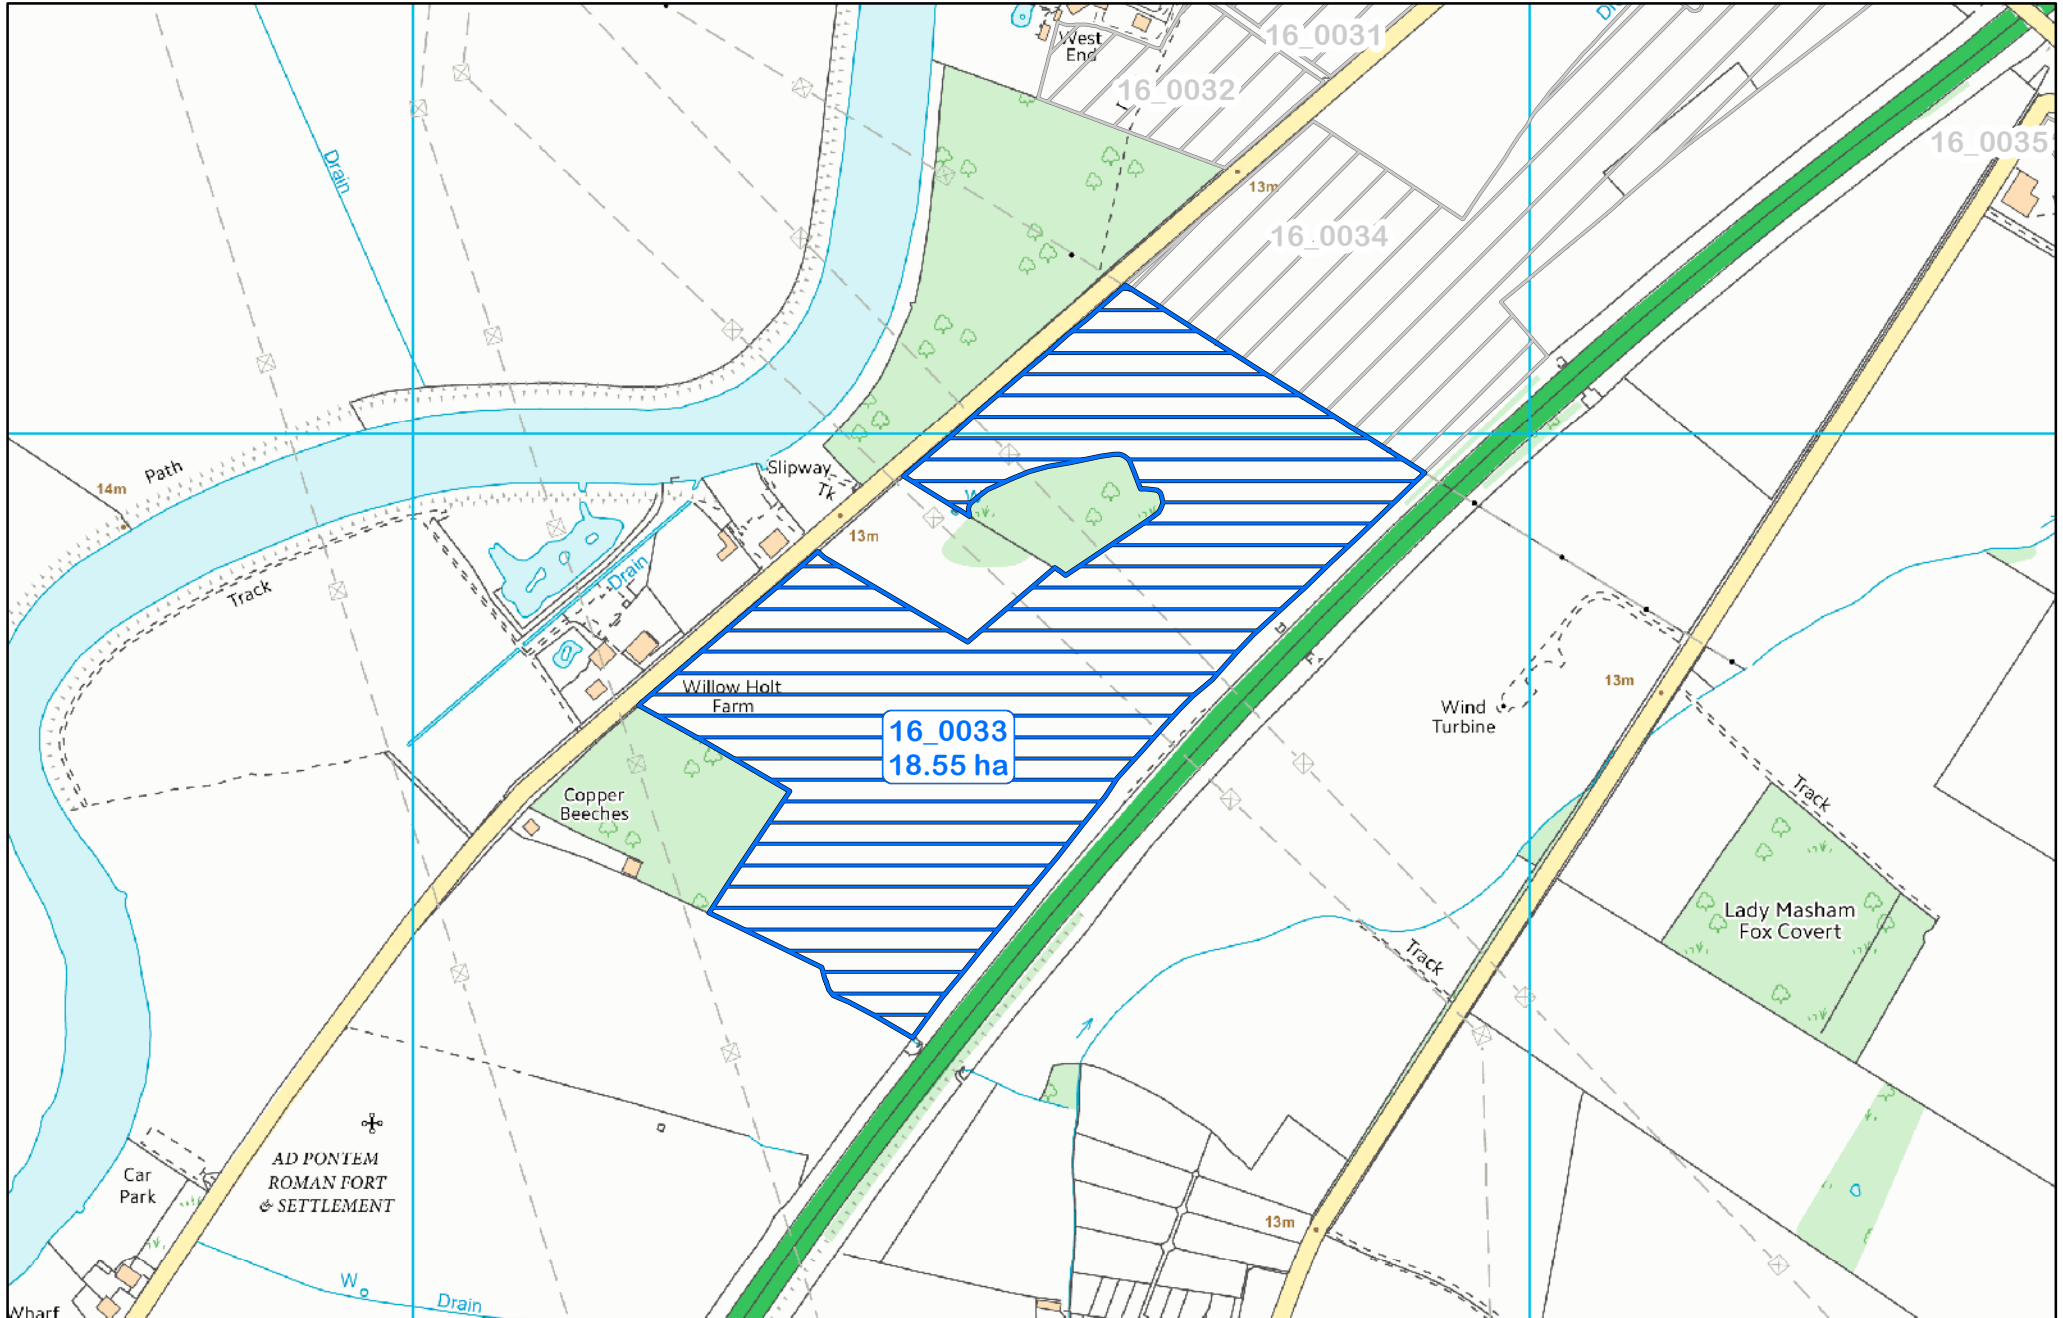 West
End
16_0031
16_0032
16_0035
13m
16_0034
Drain
Path
14m
Slipway
Tk
13m
Drain
Track
Willow Holt
Farm
16_0033
18.55 ha
13m
Wind
Turbine
Copper
Beeches
Track
Lady Masham
Fox Covert
Track
AD PONTEM
ROMAN FORT
& SETTLEMENT
Car
Park
13m
W
Drain
Wharf